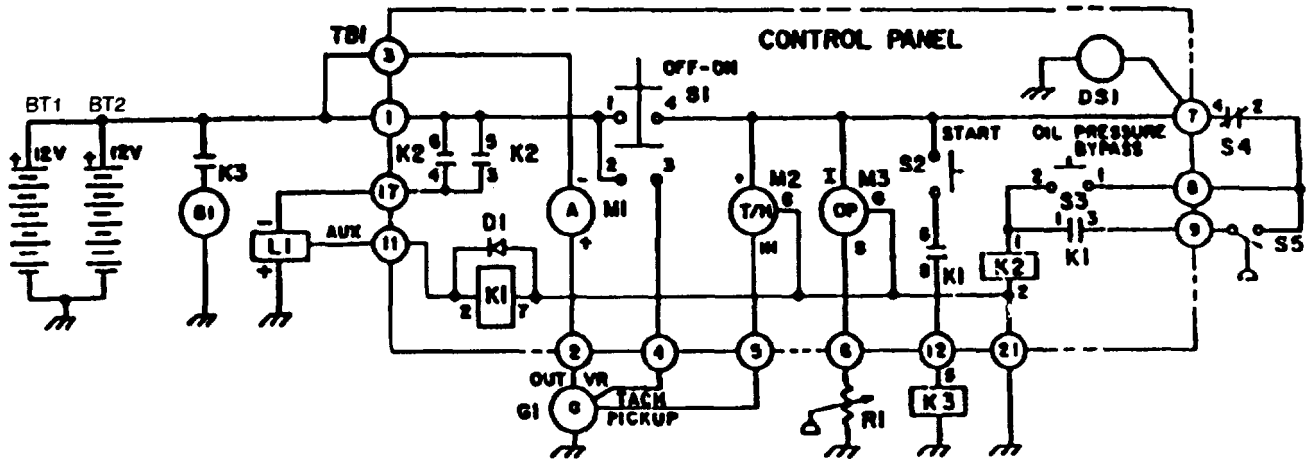 TB1
3
CONTROL PANEL
OFF-ON
S1
DS1
BT1 BT2
1
1
4
7
4 2
+12V +12V
K3
B1
K2
6
4
5
3
K2
2
3
START
S2
OIL PRESSURE
BYPASS
S4
17
D1
-
A
M1
+
+
M2
G
T/H
IN
I
M3
OP
G
S
2
S3
1
8
-
L1
+
AUX
11
2
K1
7
6
8
K1
1
K1
3
9
S5
1
K2
2
2
4
5
6
12
21
OUT VR
G1
G
TACH
PICKUP
R1
S
K3